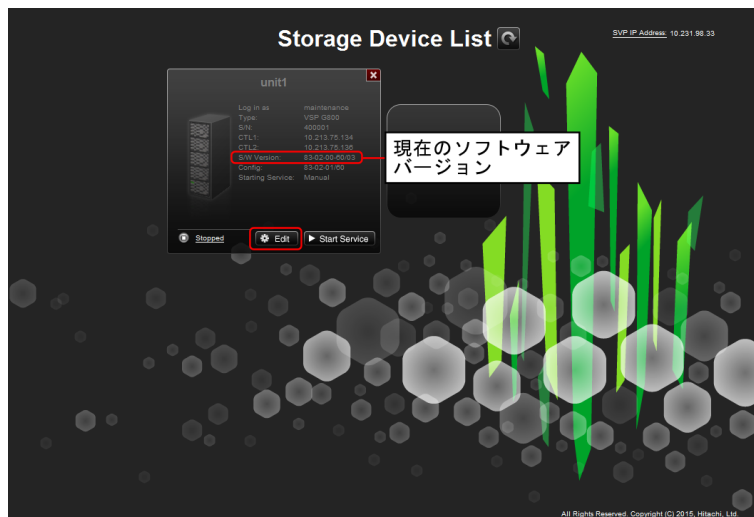 Storage Device List
SVP IP Address: 10.231.98.33
unit1
Log in as maintenance
Type: VSP G800
S/N: 400001
CTL1: 10.213.75.134
CTL2: 10.213.75.136
S/W Version: 83-02-00-60/03
Config: 83-02-01/60
Starting Service: Manual
現在のソフトウェア
バージョン
Stopped Edit Start Service
All Rights Reserved. Copyright (C) 2015, Hitachi, Ltd.